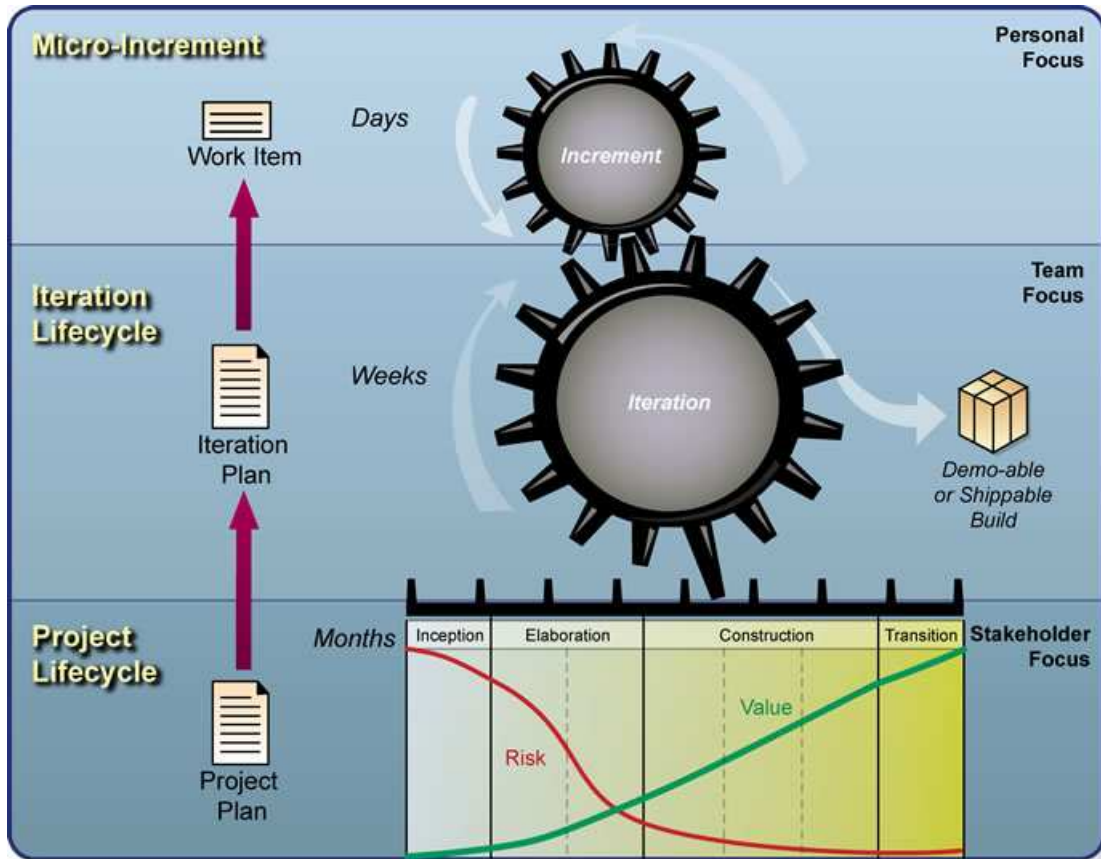 Micro-Increment
Personal
Focus
Days
Work Item
Increment
Iteration
Lifecycle
Team
Focus
Weeks
Iteration
Iteration
Plan
Demo-able
or Shippable
Build
Project
Lifecycle
Months
Inception
Elaboration
Construction
Transition
Stakeholder
Focus
Value
Risk
Project
Plan